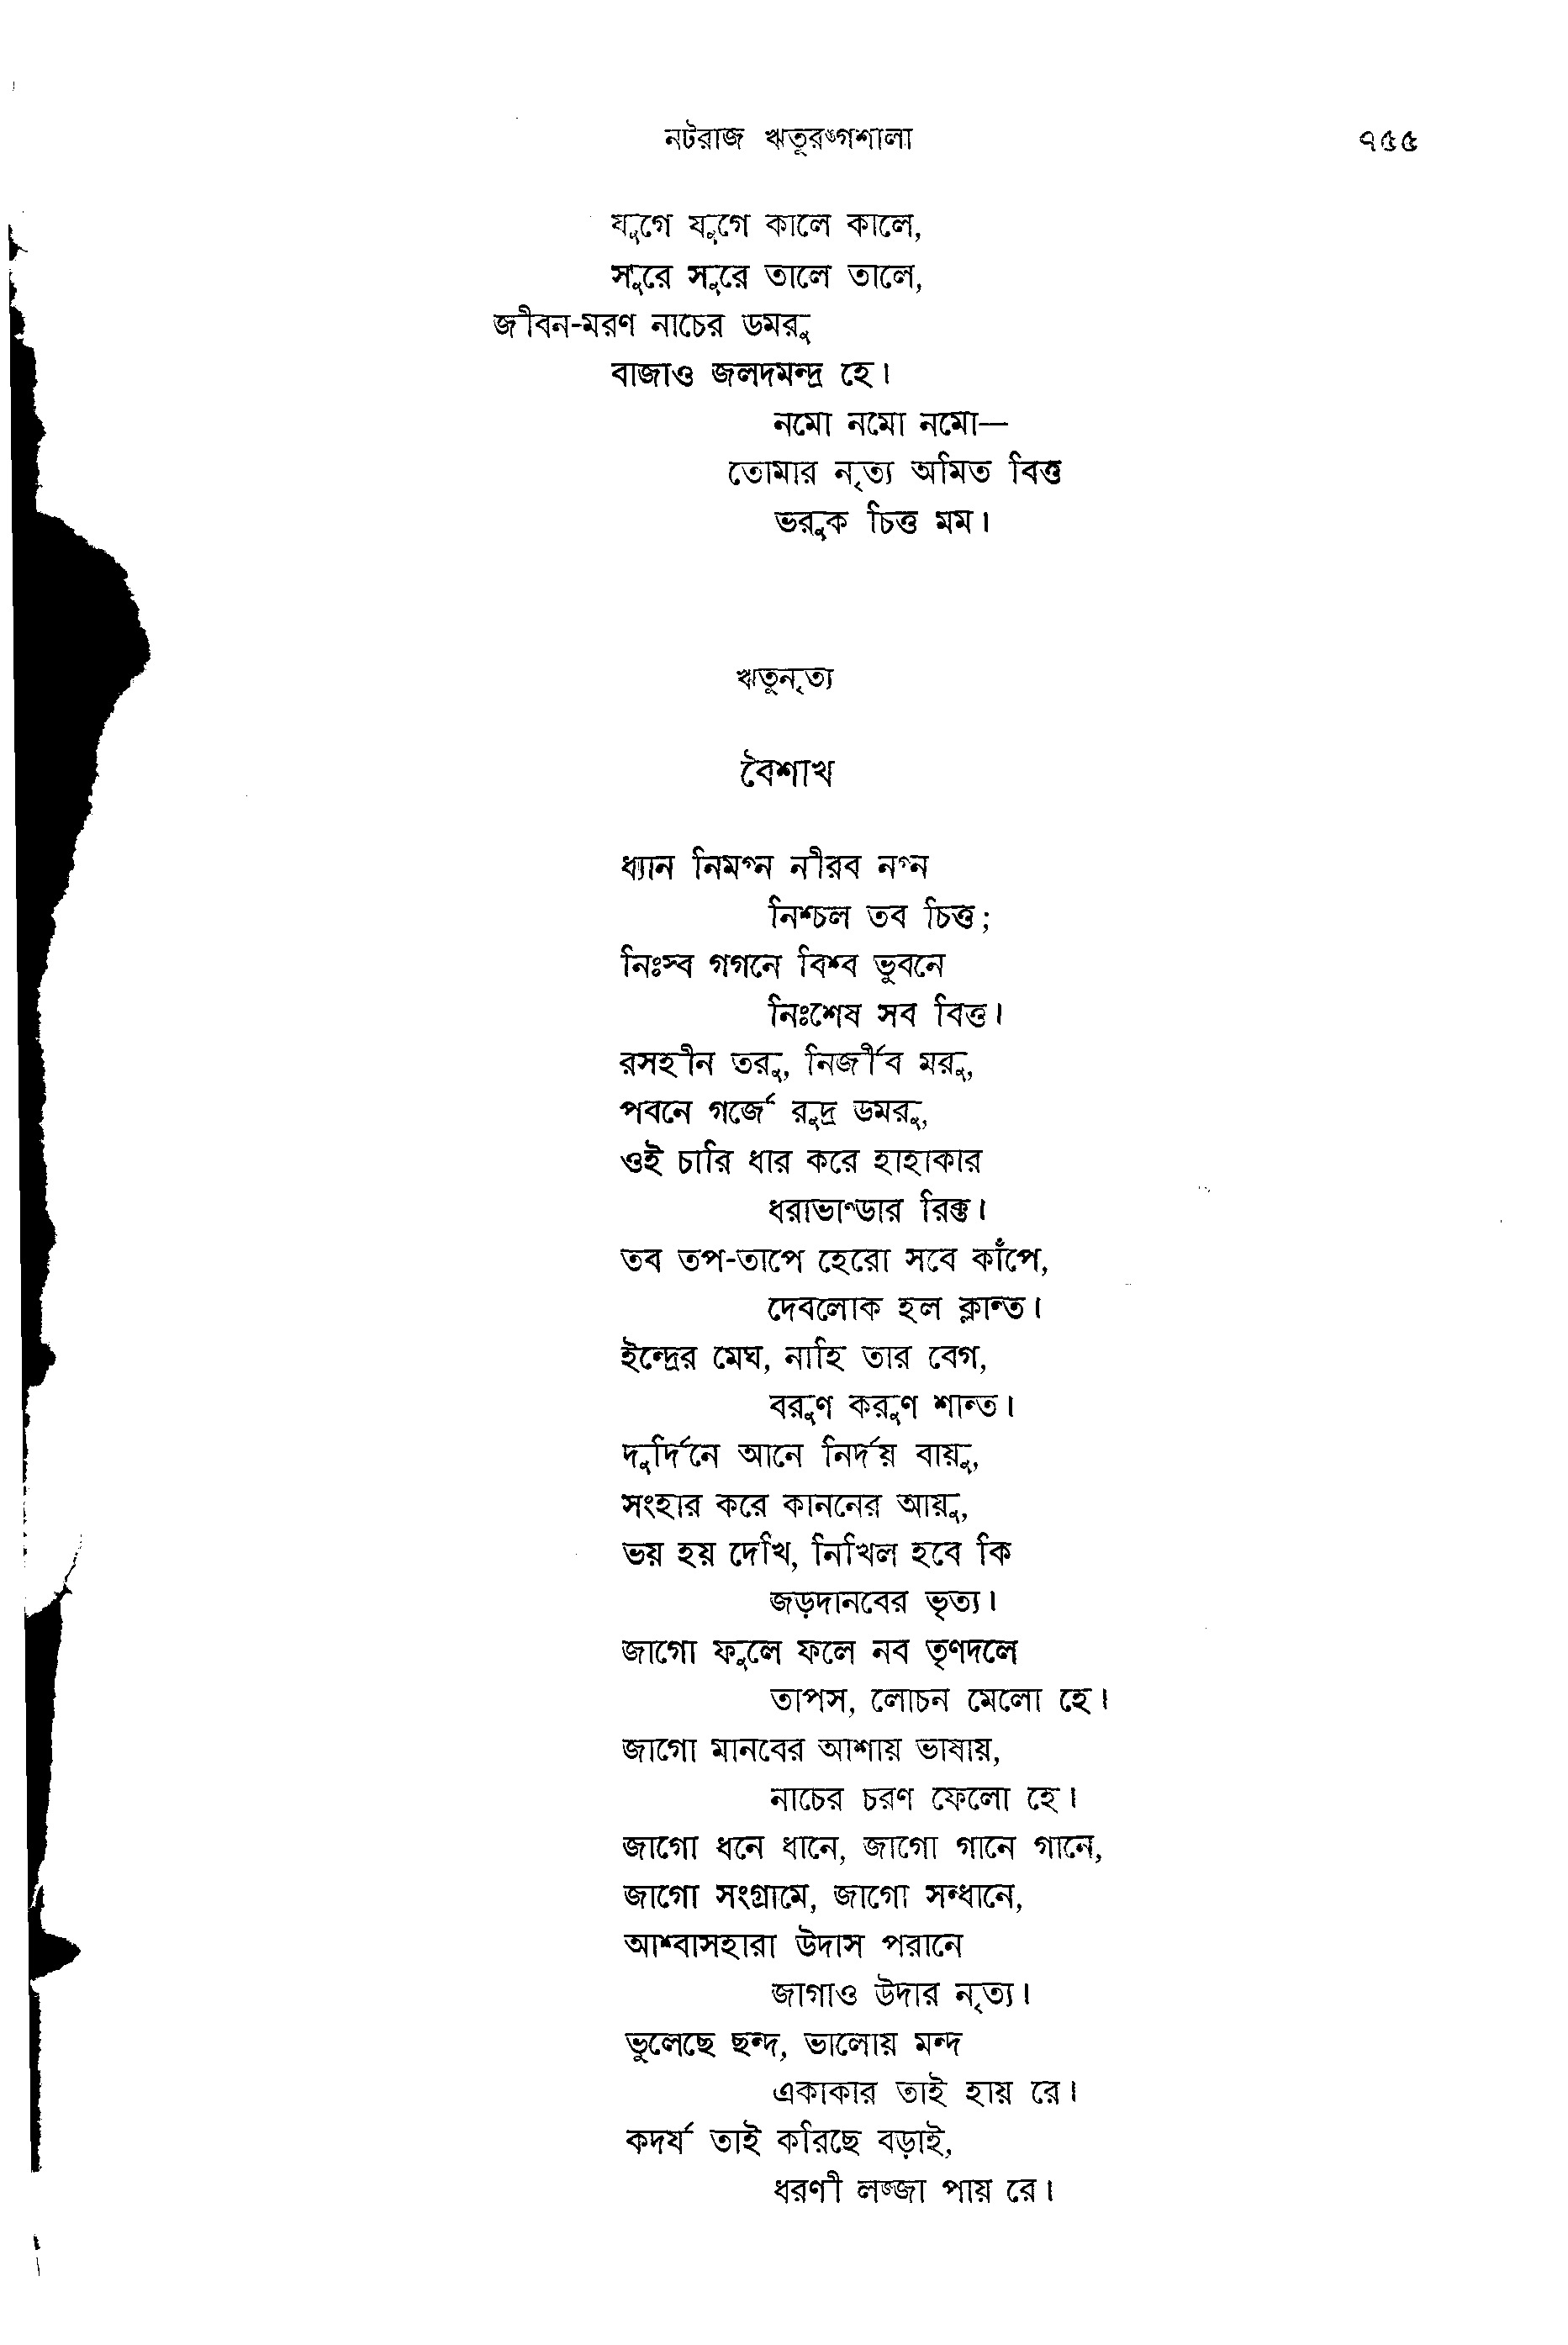 নটরাজ ঋতুরঙ্গশালা ৭৫৫
যুগে যুগে কালে কালে,
সুরে সুরে তালে তালে,
জীবন-মরণ নাচের ডমরু
বাজাও জলদমন্দ্র হে।
নমো নমো নমো—
তোমার নৃত্য অমিত বিত্ত
ভরুক চিত্ত মম।
ঋতুনৃত্য
বৈশাখ
ধ্যান নিমগ্ন নীরব নগ্ন
নিশ্চল তব চিত্ত;
নিঃস্ব গগনে বিশ্ব ভুবনে
নিঃশেষ সব বিত্ত।
রসহীন তরু, নির্জীব মরু,
পবনে গর্জে রুদ্র ডমরু,
ওই চারি ধার করে হাহাকার
ধরাভাণ্ডার রিক্ত।
তব তপ-তাপে হেরো সবে কাঁপে,
দেবলোক হল ক্লান্ত।
ইন্দ্রের মেঘ, নাহি তার বেগ,
বরুণ করুণ শান্ত।
দুর্দিনে আনে নির্দয় বায়ু,
সংহার করে কাননের আয়ু,
ভয় হয় দেখি, নিখিল হবে কি
জড়দানবের ভৃত্য।
জাগো ফুলে ফলে নব তৃণদলে
তাপস, লোচন মেলো হে।
জাগো মানবের আশায় ভাষায়,
নাচের চরণ ফেলো হে।
জাগো ধনে ধানে, জাগো গানে গানে,
জাগো সংগ্রামে, জাগো সন্ধানে,
আশ্বাসহারা উদাস পরানে
জাগাও উদার নৃত্য।
ভুলেছে ছন্দ, ভালোয় মন্দ
একাকার তাই হায় রে।
কদর্য তাই করিছে বড়াই,
ধরণী লজ্জা পায় রে।